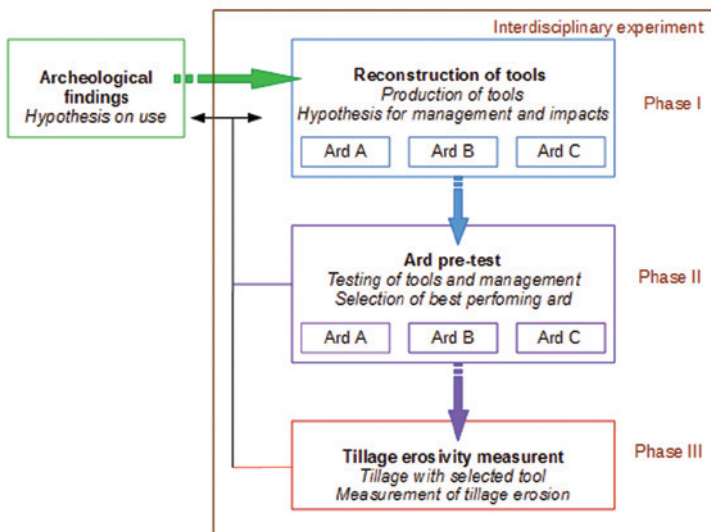 Interdisciplinary experiment
Archeological
findings
Hypothesis on use
Reconstruction of tools
Production of tools
Hypothesis for management and impacts
Ard A
Ard B
Ard C
Phase I
Ard pre-test
Testing of tools and management
Selection of best perfoming ard
Ard A
Ard B
Ard C
Phase II
Tillage erosivity measurent
Tillage with selected tool
Measurement of tillage erosion
Phase III